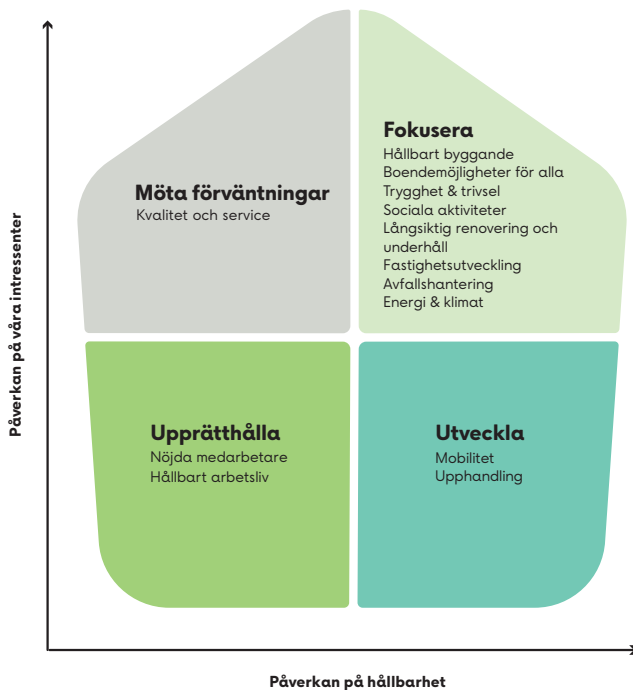 Påverkan på våra intressenter
Möta förväntningar
Kvalitet och service
Fokusera
Hållbart byggande
Boendemöjligheter för alla
Trygghet & trivsel
Sociala aktiviteter
Långsiktig renovering och
underhåll
Fastighetsutveckling
Avfallshantering
Energi & klimat
Upprätthålla
Nöjda medarbetare
Hållbart arbetsliv
Utveckla
Mobilitet
Upphandling
Påverkan på hållbarhet